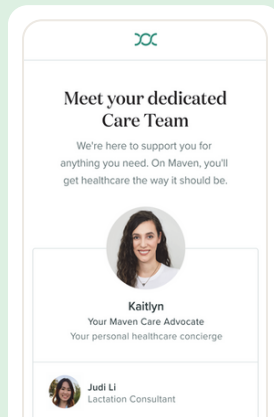 Meet your dedicated
Care Team
We're here to support you for
anything you need. On Maven, you'll
get healthcare the way it should be.
Kaitlyn
Your Maven Care Advocate
Your personal healthcare concierge
Judi Li
Lactation Consultant